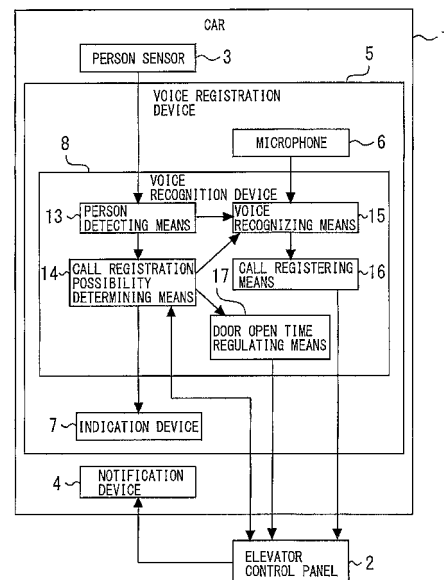 CAR
PERSON SENSOR 3
5
VOICE REGISTRATION
DEVICE
8
MICROPHONE 6
VOICE
RECOGNITION DEVICE
13 PERSON
DETECTING MEANS
VOICE
RECOGNIZING MEANS 15
14 CALL REGISTRATION
POSSIBILITY
DETERMINING MEANS
CALL REGISTERING
MEANS 16
17
DOOR OPEN TIME
REGULATING MEANS
7 INDICATION DEVICE
4 NOTIFICATION
DEVICE
ELEVATOR
CONTROL PANEL 2